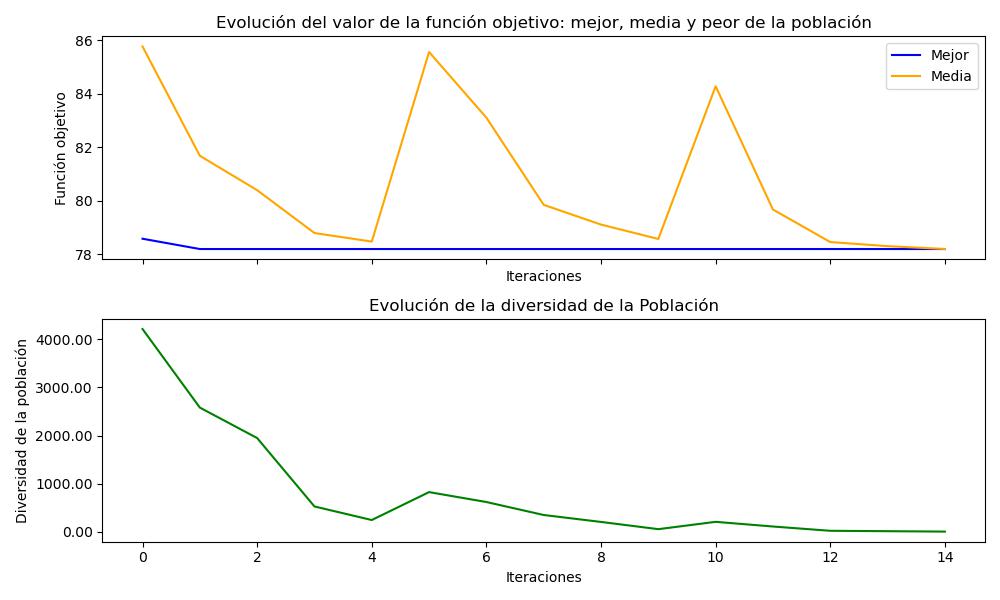 Evolución del valor de la función objetivo: mejor, media y peor de la población
86
84
82
80
78
Función objetivo
Mejor
Media
Iteraciones
Evolución de la diversidad de la Población
4000.00
3000.00
2000.00
1000.00
0.00
Diversidad de la población
0 2 4 6 8 10 12 14
Iteraciones